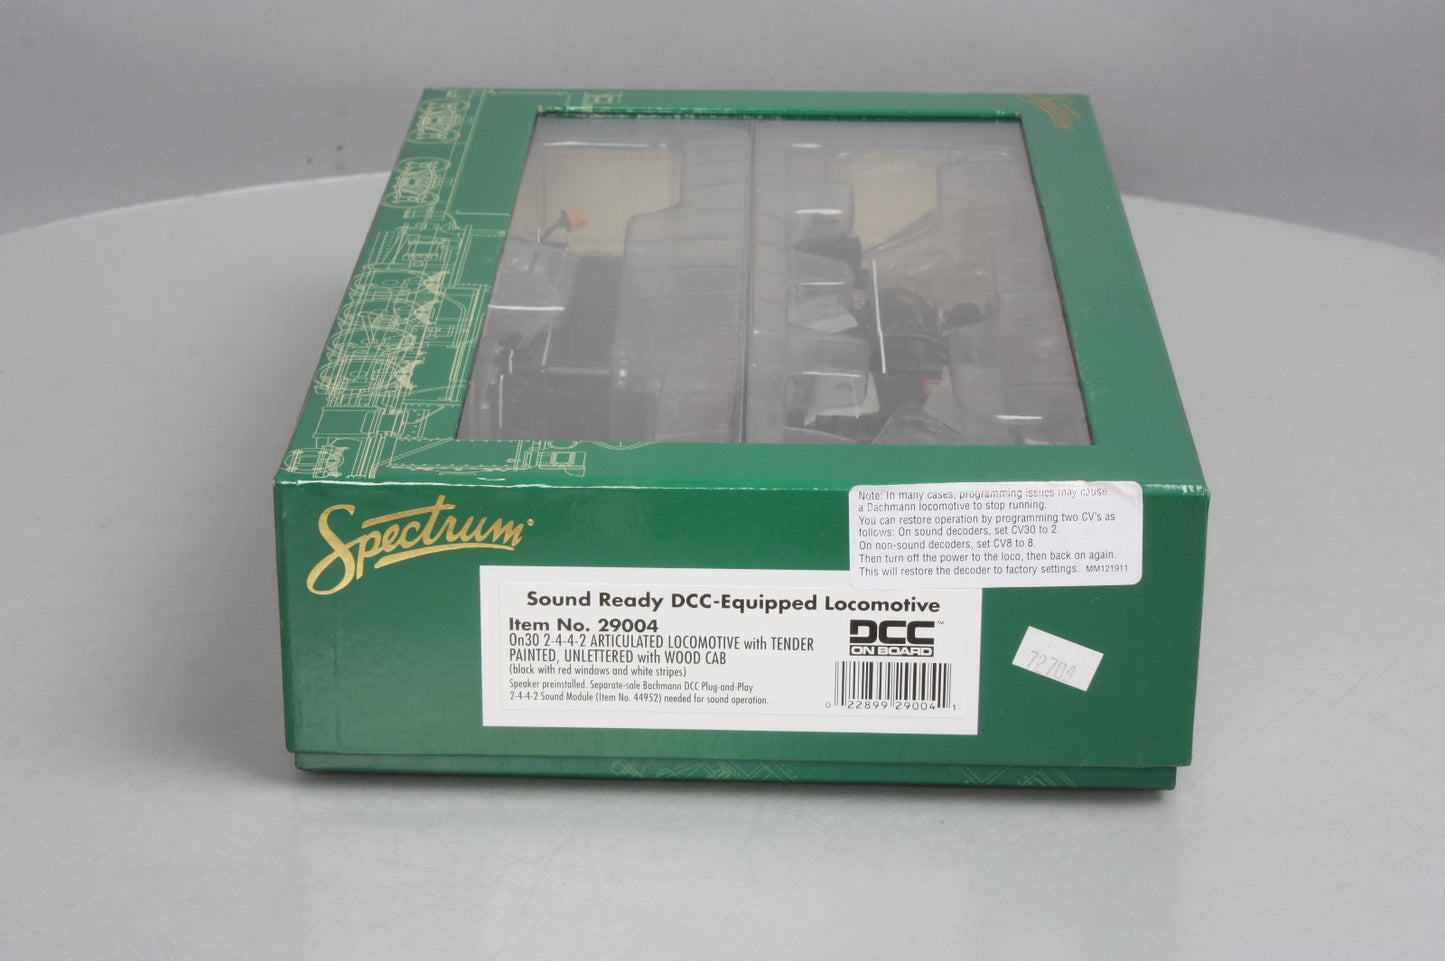 Spectrum
Spectrum®
Note: In many cases, programming issues may cause
a Bachmann locomotive to stop running.
You can restore operation by programming two CV's as
follows: On sound decoders, set CV30 to 2.
On non-sound decoders, set CV8 to 8.
Then turn off the power to the loco, then back on again.
This will restore the decoder to factory settings. MM121911
Sound Ready DCC-Equipped Locomotive
Item No. 29004
On30 2-4-4-2 ARTICULATED LOCOMOTIVE with TENDER
PAINTED, UNLETTERED with WOOD CAB
(black with red windows and white stripes)
Speaker preinstalled. Separate-sale Bachmann DCC Plug-and-Play
2-4-4-2 Sound Module (Item No. 44952) needed for sound operation.
DCC™
ON BOARD
0 22899 29004 1
72704